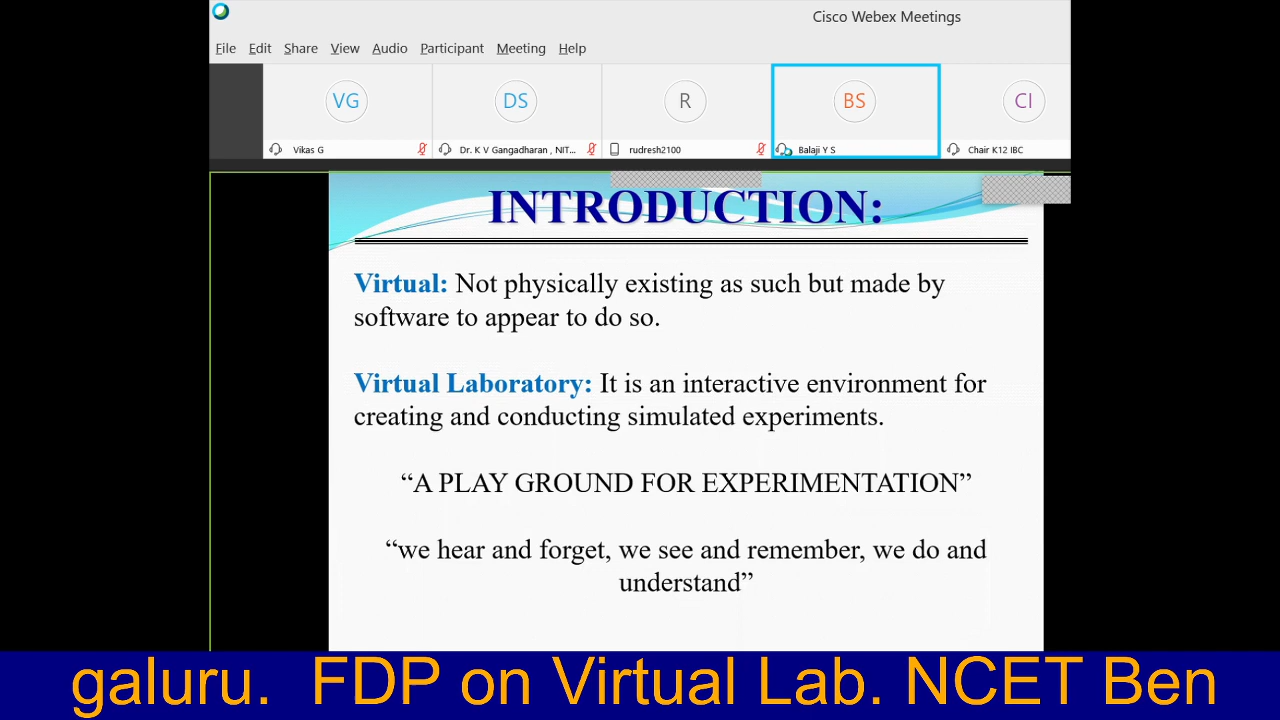 Cisco Webex Meetings
File Edit Share View Audio Participant Meeting Help
VG DS R BS CI
Vikas G Dr. K V Gangadharan , NIT... rudresh2100 Balaji Y S Chair K12 IBC
INTRODUCTION:
Virtual: Not physically existing as such but made by
software to appear to do so.
Virtual Laboratory: It is an interactive environment for
creating and conducting simulated experiments.
“A PLAY GROUND FOR EXPERIMENTATION”
“we hear and forget, we see and remember, we do and
understand”
galuru. FDP on Virtual Lab. NCET Ben